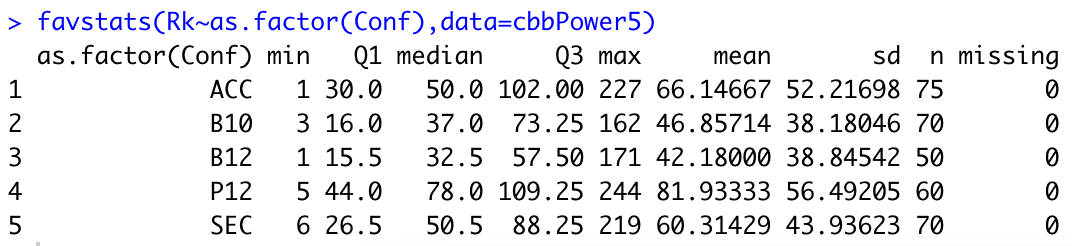 > favstats(Rk~as.factor(Conf),data=cbbPower5)
as.factor(Conf) min Q1 median Q3 max mean sd n missing
1 ACC 1 30.0 50.0 102.00 227 66.14667 52.21698 75 0
2 B10 3 16.0 37.0 73.25 162 46.85714 38.18046 70 0
3 B12 1 15.5 32.5 57.50 171 42.18000 38.84542 50 0
4 P12 5 44.0 78.0 109.25 244 81.93333 56.49205 60 0
5 SEC 6 26.5 50.5 88.25 219 60.31429 43.93623 70 0